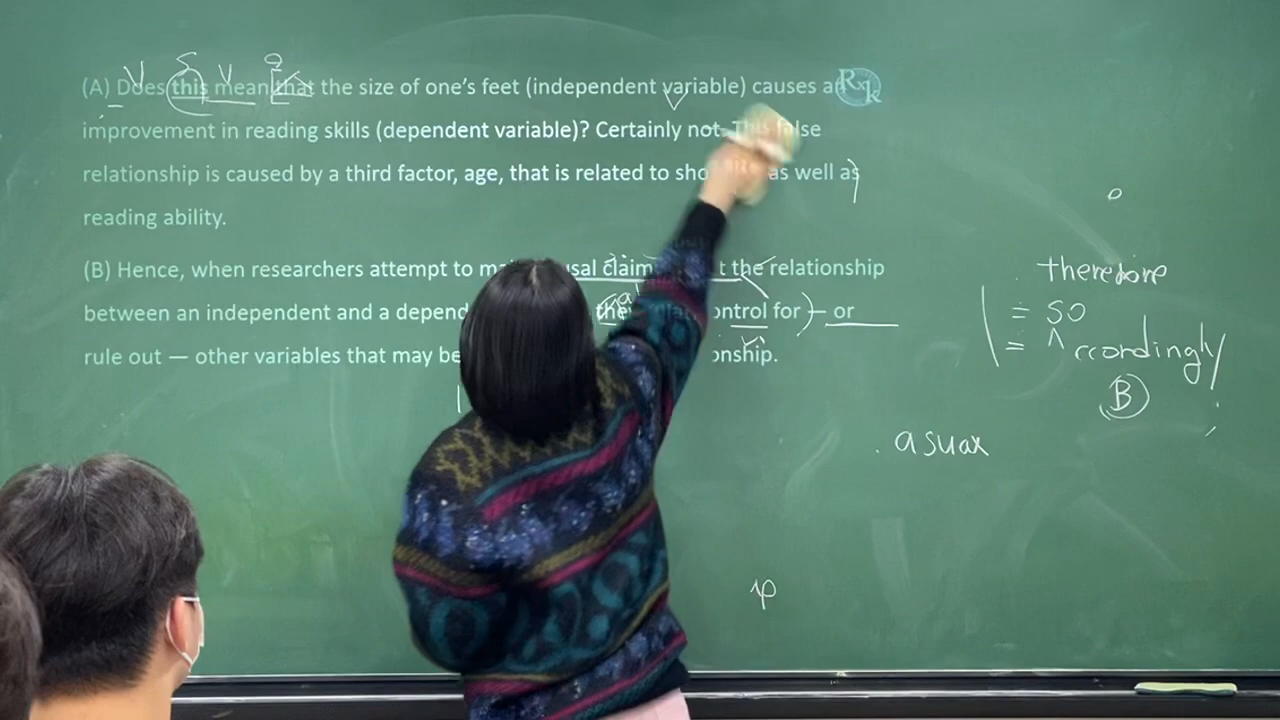 V S V
(A) Does this mean that the size of one's feet (independent variable) causes an
improvement in reading skills (dependent variable)? Certainly not. This false
relationship is caused by a third factor, age, that is related to sho as well as
reading ability.
(B) Hence, when researchers attempt to ma usal claim t the relationship
between an independent and a depend they ontrol for — or
rule out — other variables that may be onship.
therefore
= so
= Accordingly
B